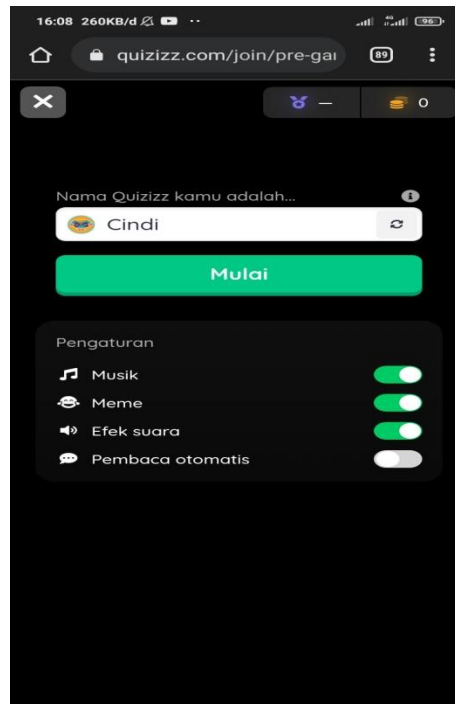 16:08 260KB/d
96
quizizz.com/join/pre-gai
89
—
0
Nama Quizizz kamu adalah...
Cindi
Mulai
Pengaturan
Musik
Meme
Efek suara
Pembaca otomatis